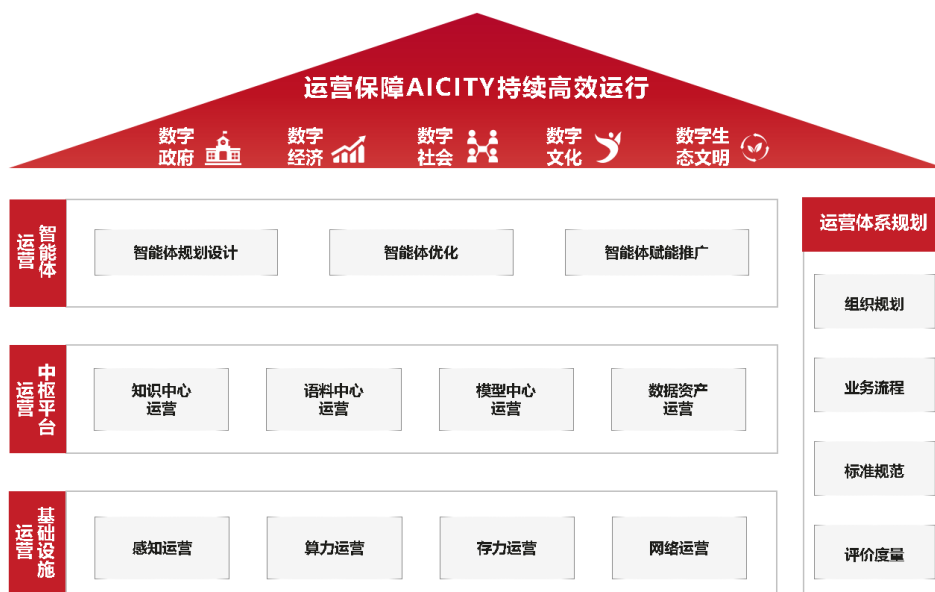 运营保障AICITY持续高效运行
数字
政府
数字
经济
数字
社会
数字
文化
数字生
态文明
智能体
运营
智能体规划设计
智能体优化
智能体赋能推广
中枢平台
运营
知识中心
运营
语料中心
运营
模型中心
运营
数据资产
运营
基础设施
运营
感知运营
算力运营
存力运营
网络运营
运营体系规划
组织规划
业务流程
标准规范
评价度量